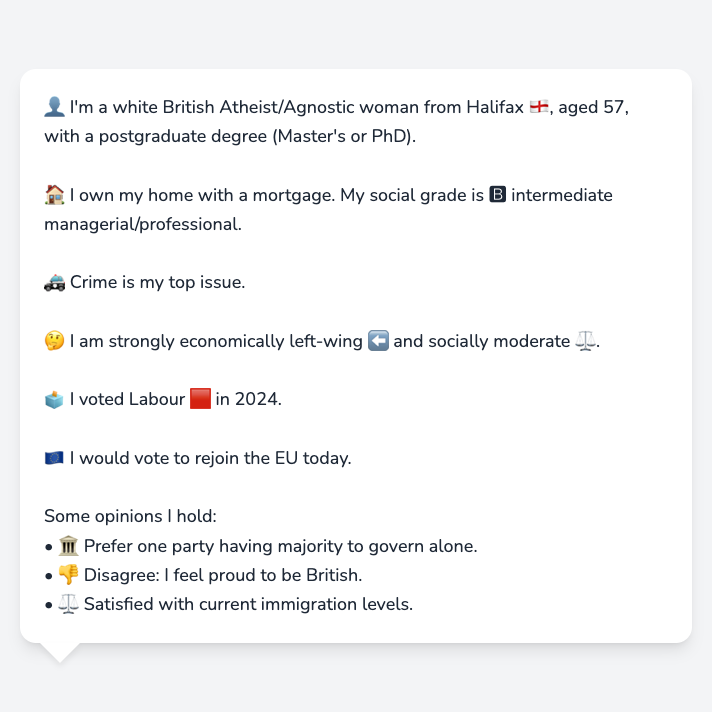 👤 I'm a white British Atheist/Agnostic woman from Halifax 🏴󠁧󠁢󠁥󠁮󠁧󠁿, aged 57,
with a postgraduate degree (Master's or PhD).
🏠 I own my home with a mortgage. My social grade is 🅱 intermediate
managerial/professional.
🚓 Crime is my top issue.
🤔 I am strongly economically left-wing ⬅️ and socially moderate ⚖️.
🗳️ I voted Labour 🟥 in 2024.
🇪🇺 I would vote to rejoin the EU today.
Some opinions I hold:
• 🏛️ Prefer one party having majority to govern alone.
• 👎 Disagree: I feel proud to be British.
• ⚖️ Satisfied with current immigration levels.